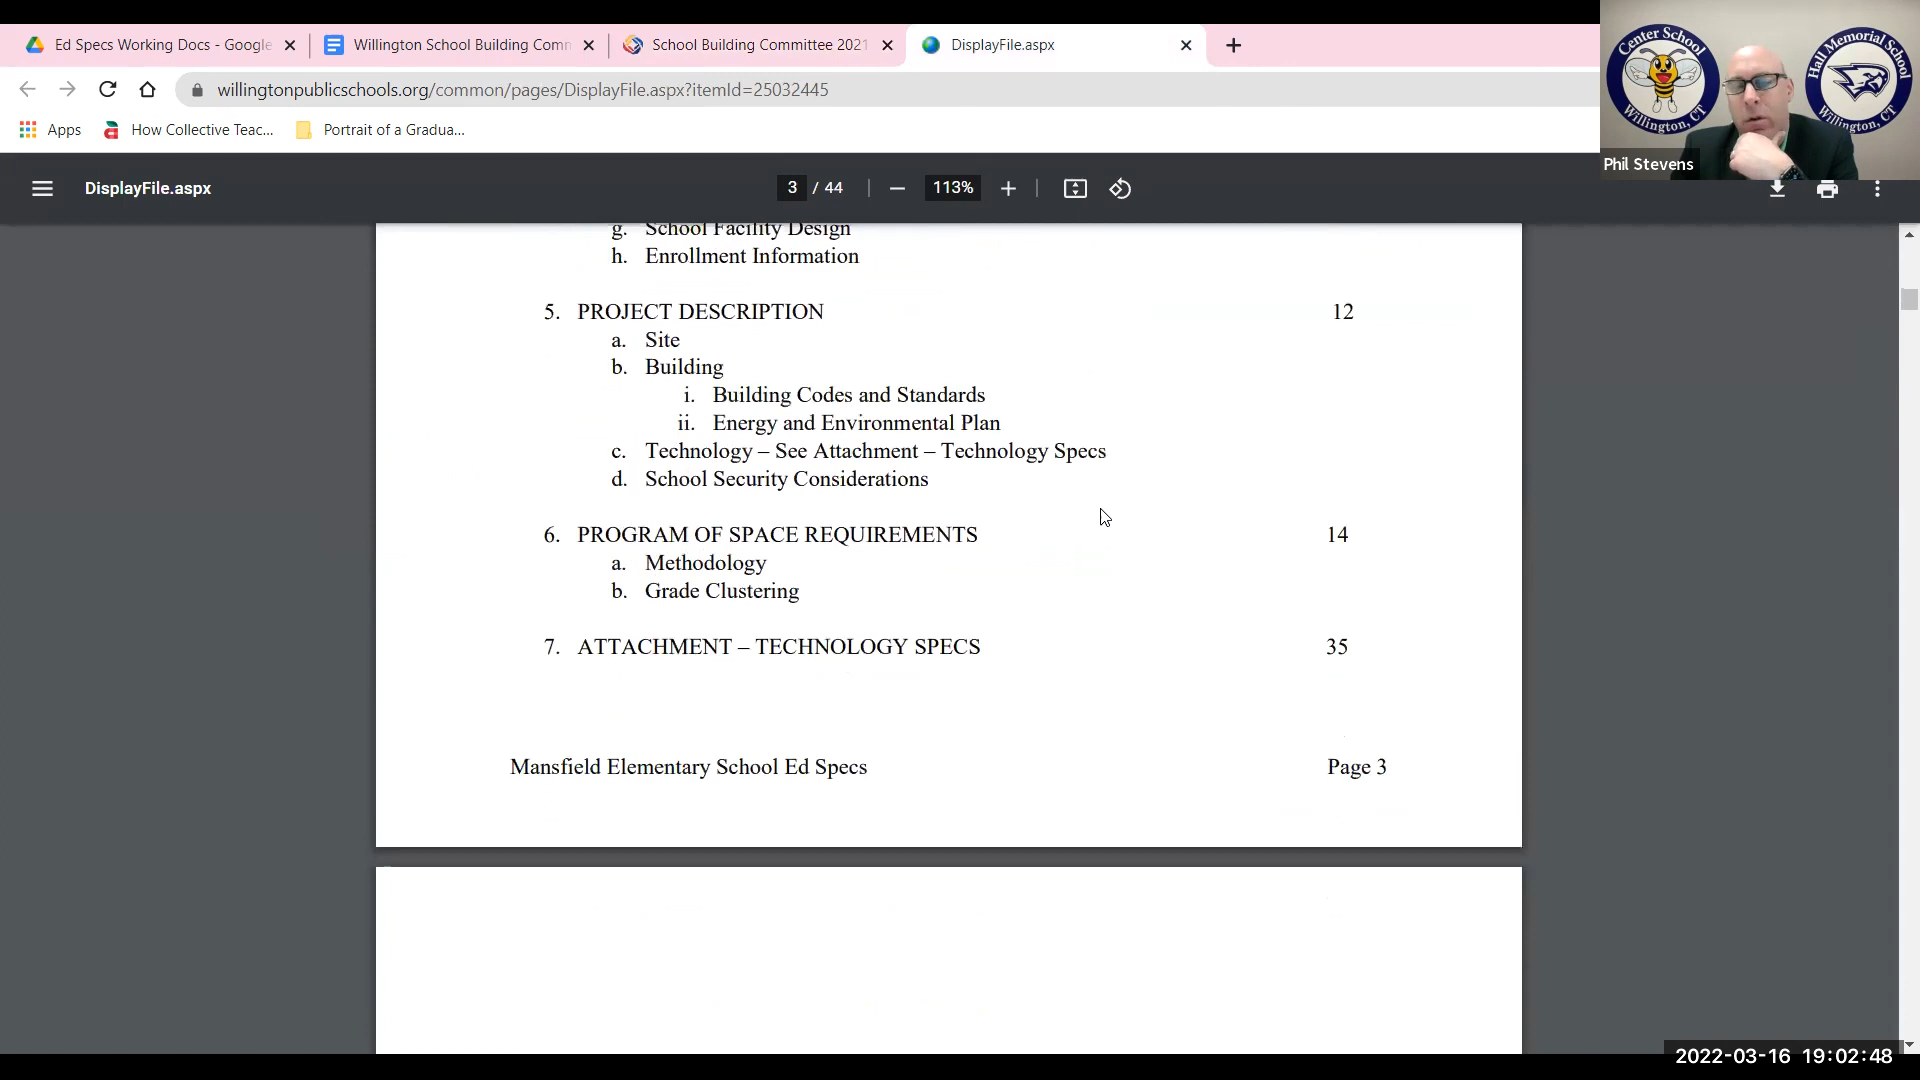 Ed Specs Working Docs - Google
Willington School Building Comm
School Building Committee 2021
DisplayFile.aspx
willingtonpublicschools.org/common/pages/DisplayFile.aspx?itemId=25032445
Apps
How Collective Teac...
Portrait of a Gradua...
Center School
Willington, CT
Hall Memorial School
Willington, CT
Phil Stevens
DisplayFile.aspx
3 / 44
113%
g. School Facility Design
h. Enrollment Information
5. PROJECT DESCRIPTION 12
a. Site
b. Building
i. Building Codes and Standards
ii. Energy and Environmental Plan
c. Technology – See Attachment – Technology Specs
d. School Security Considerations
6. PROGRAM OF SPACE REQUIREMENTS 14
a. Methodology
b. Grade Clustering
7. ATTACHMENT – TECHNOLOGY SPECS 35
Mansfield Elementary School Ed Specs Page 3
2022-03-16 19:02:48